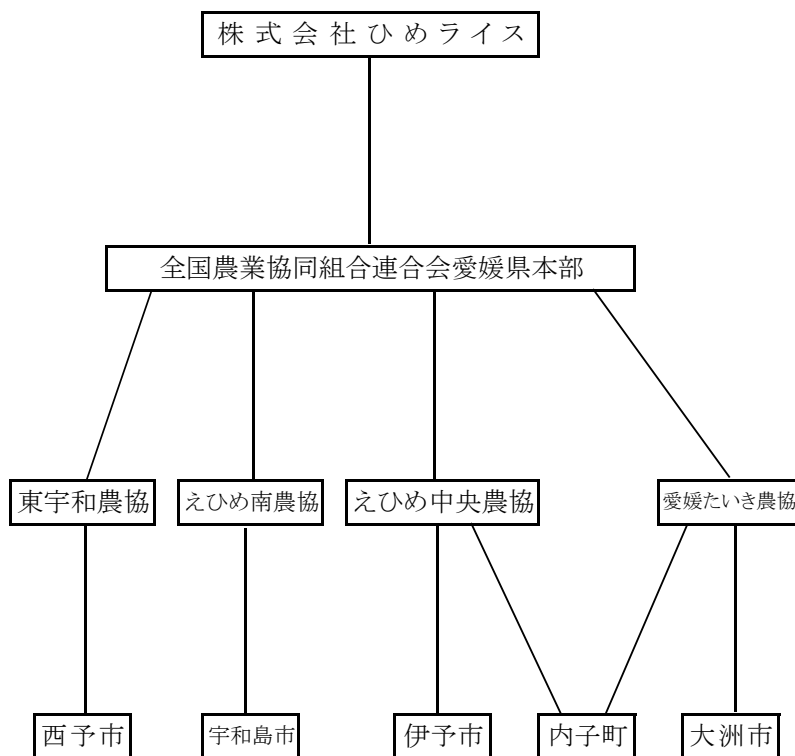 株式会社ひめライス
全国農業協同組合連合会愛媛県本部
東宇和農協
えひめ南農協
えひめ中央農協
愛媛たいき農協
西予市
宇和島市
伊予市
内子町
大洲市